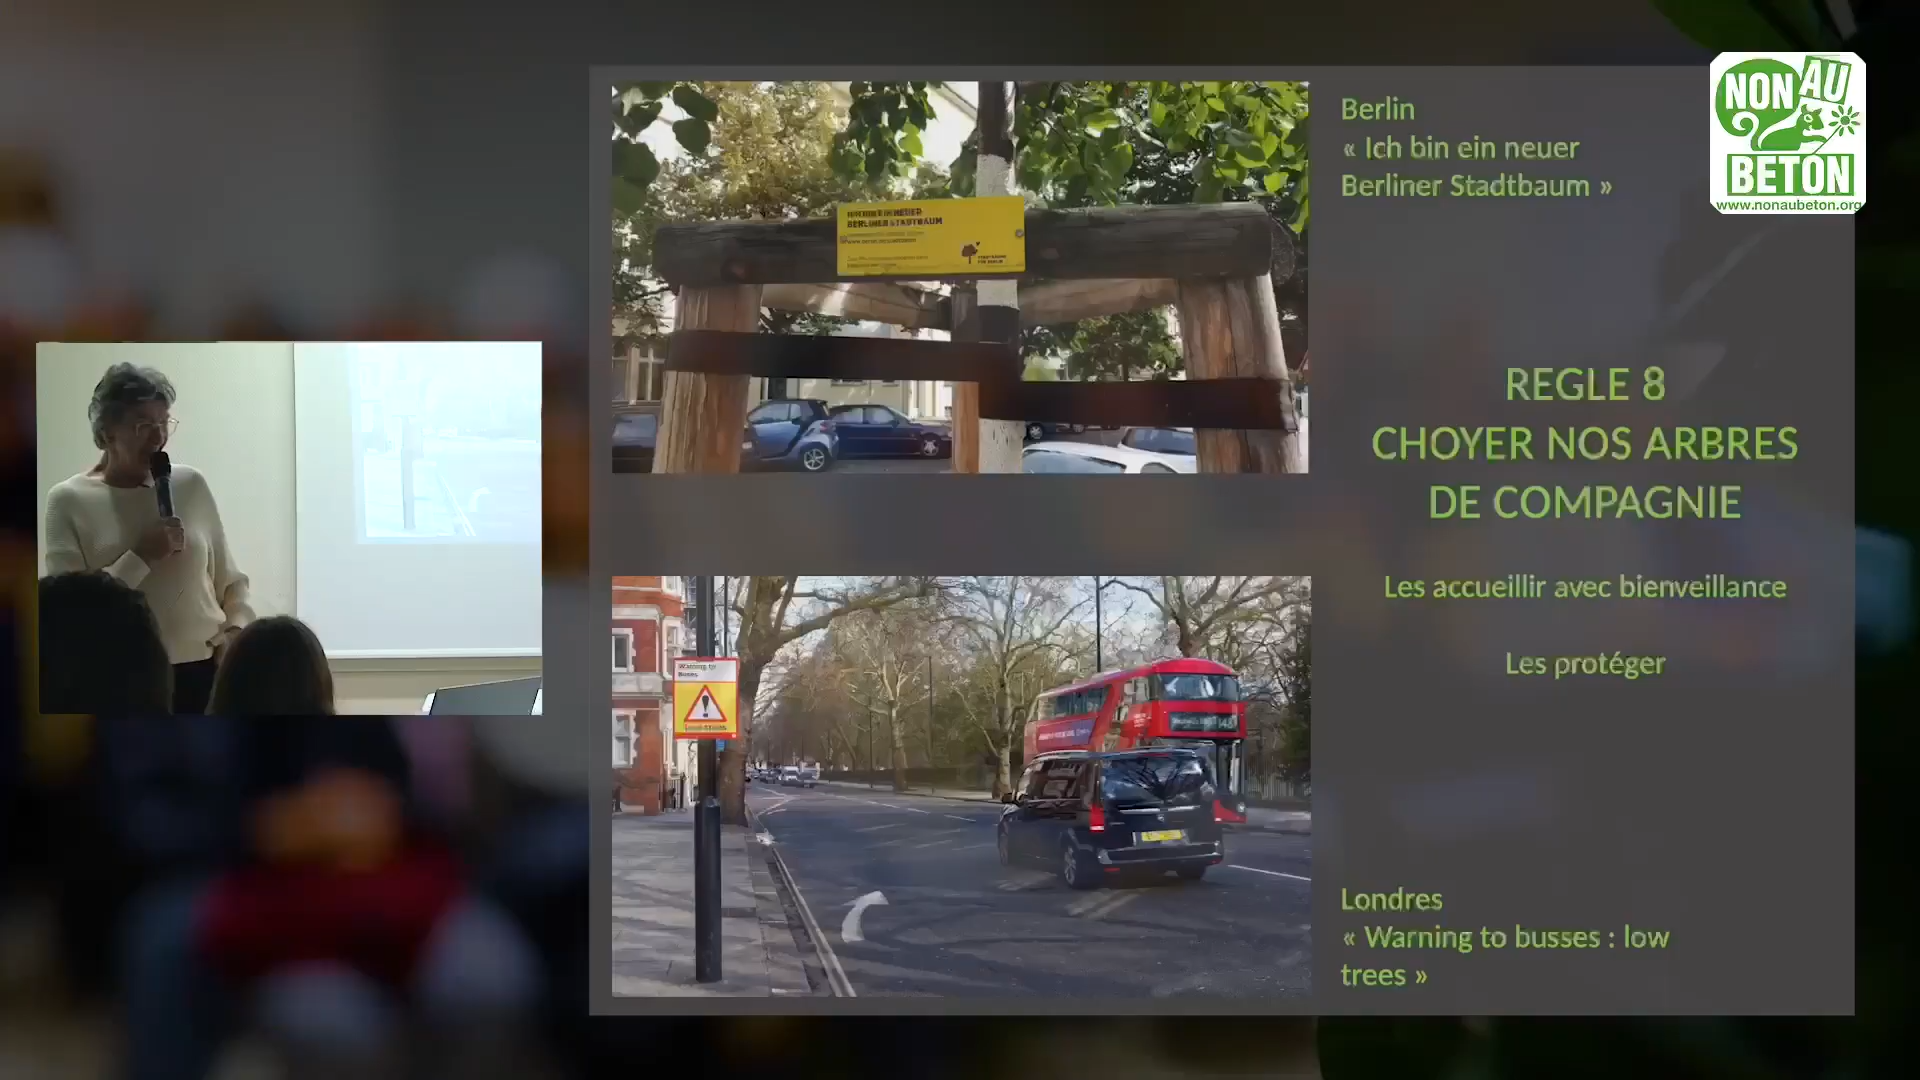 NON AU
BETON
www.nonaubeton.org
Berlin
« Ich bin ein neuer
Berliner Stadtbaum »
BERLINER STADTBAUM
REGLE 8
CHOYER NOS ARBRES
DE COMPAGNIE
Les accueillir avec bienveillance
Les protéger
Warning to
Buses
Londres
« Warning to busses : low
trees »